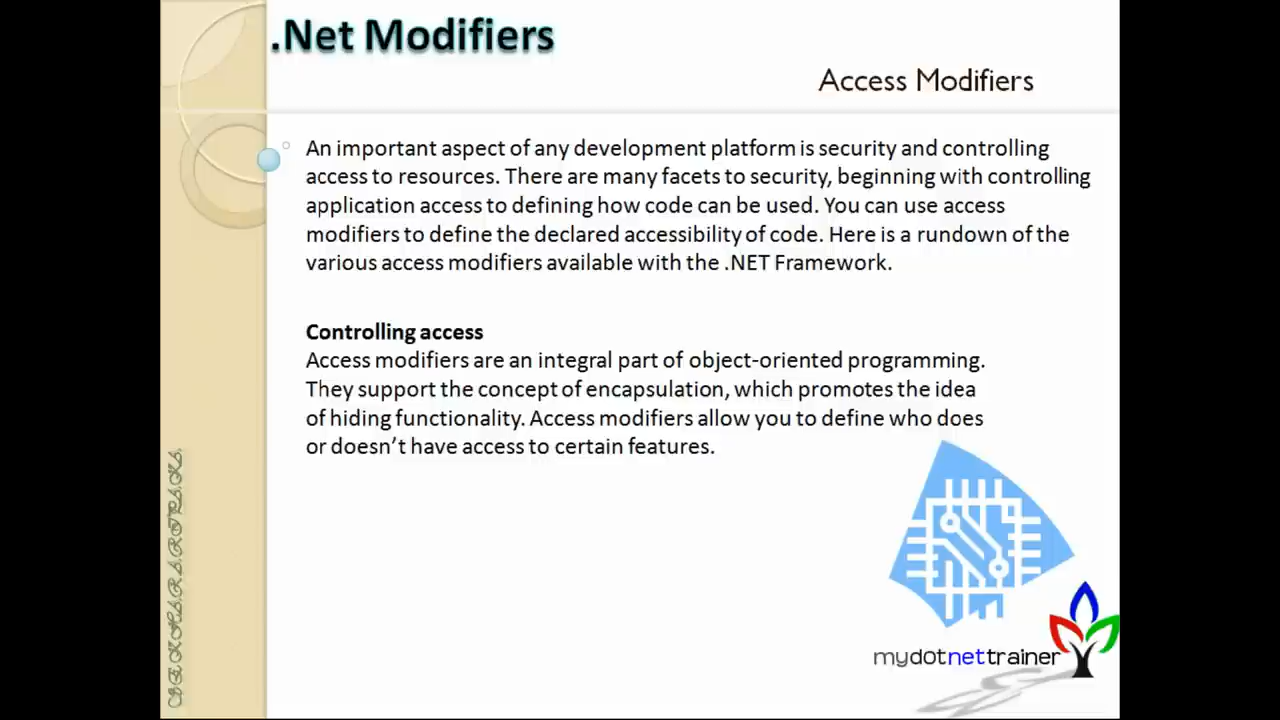 .Net Modifiers
Access Modifiers
An important aspect of any development platform is security and controlling
access to resources. There are many facets to security, beginning with controlling
application access to defining how code can be used. You can use access
modifiers to define the declared accessibility of code. Here is a rundown of the
various access modifiers available with the .NET Framework.
Controlling access
Access modifiers are an integral part of object-oriented programming.
They support the concept of encapsulation, which promotes the idea
of hiding functionality. Access modifiers allow you to define who does
or doesn’t have access to certain features.
mydotnettrainer